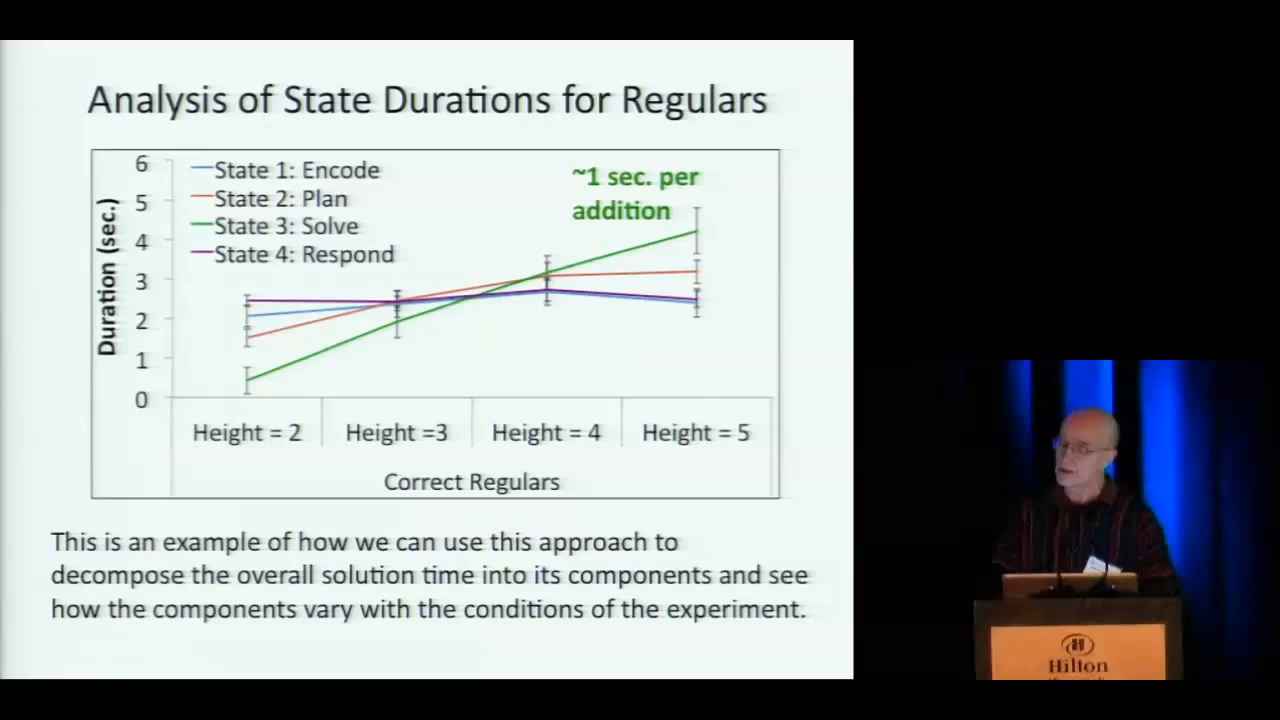 Analysis of State Durations for Regulars
6
5
4
3
2
1
0
Duration (sec.)
State 1: Encode
State 2: Plan
State 3: Solve
State 4: Respond
~1 sec. per
addition
Height = 2
Height =3
Height = 4
Height = 5
Correct Regulars
This is an example of how we can use this approach to
decompose the overall solution time into its components and see
how the components vary with the conditions of the experiment.
Hilton